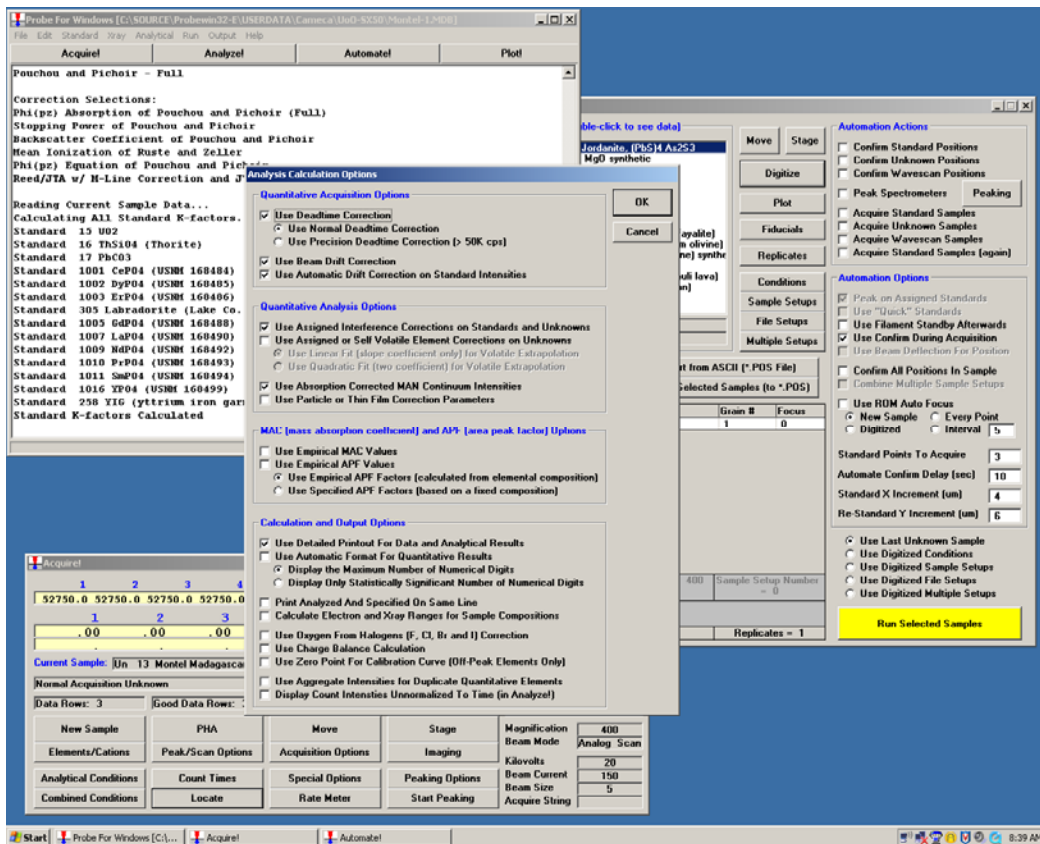 Probe For Windows [C:\SOURCE\Probewin32-E\USERDATA\Cameca\UoO-SX50\Montel-1.MDB]
File Edit Standard Xray Analytical Run Output Help
Acquire! Analyze! Automate! Plot!
Pouchou and Pichoir - Full
Correction Selections:
Phi(pz) Absorption of Pouchou and Pichoir (Full)
Stopping Power of Pouchou and Pichoir
Backscatter Coefficient of Pouchou and Pichoir
Mean Ionization of Ruste and Zeller
Phi(pz) Equation of Pouchou and Pichoir
Reed/JTA w/ M-Line Correction and J
Reading Current Sample Data...
Calculating All Standard K-factors.
Standard 15 UO2
Standard 16 ThSiO4 (Thorite)
Standard 17 PbCO3
Standard 1001 CePO4 (USNM 168484)
Standard 1002 DyPO4 (USNM 168485)
Standard 1003 ErPO4 (USNM 168486)
Standard 305 Labradorite (Lake Co.
Standard 1005 GdPO4 (USNM 168488)
Standard 1007 LaPO4 (USNM 168490)
Standard 1009 NdPO4 (USNM 168492)
Standard 1010 PrPO4 (USNM 168493)
Standard 1011 SmPO4 (USNM 168494)
Standard 1016 YPO4 (USNM 168499)
Standard 258 YIG (yttrium iron gar
Standard K-factors Calculated
Analysis Calculation Options
Quantitative Acquisition Options
Use Deadtime Correction
Use Normal Deadtime Correction
Use Precision Deadtime Correction (> 50K cps)
Use Beam Drift Correction
Use Automatic Drift Correction on Standard Intensities
OK
Cancel
Quantitative Analysis Options
Use Assigned Interference Corrections on Standards and Unknowns
Use Assigned or Self Volatile Element Corrections on Unknowns
Use Linear Fit (slope coefficient only) for Volatile Extrapolation
Use Quadratic Fit (two coefficient) for Volatile Extrapolation
Use Absorption Corrected MAN Continuum Intensities
Use Particle or Thin Film Correction Parameters
MAC (mass absorption coefficient) and APF (area peak factor) Options
Use Empirical MAC Values
Use Empirical APF Values
Use Empirical APF Factors (calculated from elemental composition)
Use Specified APF Factors (based on a fixed composition)
Calculation and Output Options
Use Detailed Printout For Data and Analytical Results
Use Automatic Format For Quantitative Results
Display the Maximum Number of Numerical Digits
Display Only Statistically Significant Number of Numerical Digits
Print Analyzed And Specified On Same Line
Calculate Electron and Xray Ranges for Sample Compositions
Use Oxygen From Halogens (F, Cl, Br and I) Correction
Use Charge Balance Calculation
Use Zero Point For Calibration Curve (Off-Peak Elements Only)
Use Aggregate Intensities for Duplicate Quantitative Elements
Display Count Intensties Unnormalized To Time (in Analyze!)
ble-click to see data)
Jordanite, (PbS)4 As2S3
MgO synthetic
ayalite)
m olivine)
ne) synthe
uli lava)
Move Stage
Digitize
Plot
Fiducials
Replicates
Conditions
Sample Setups
File Setups
Multiple Setups
rt from ASCII (*.POS File)
Selected Samples (to *.POS)
Grain # Focus
1 0
400 Sample Setup Number
= 0
Replicates = 1
Automation Actions
Confirm Standard Positions
Confirm Unknown Positions
Confirm Wavescan Positions
Peak Spectrometers Peaking
Acquire Standard Samples
Acquire Unknown Samples
Acquire Wavescan Samples
Acquire Standard Samples (again)
Automation Options
Peak on Assigned Standards
Use "Quick" Standards
Use Filament Standby Afterwards
Use Confirm During Acquisition
Use Beam Deflection For Position
Confirm All Positions In Sample
Combine Multiple Sample Setups
Use ROM Auto Focus
New Sample Every Point
Digitized Interval 5
Standard Points To Acquire 3
Automate Confirm Delay (sec) 10
Standard X Increment (um) 4
Re-Standard Y Increment (um) 6
Use Last Unknown Sample
Use Digitized Conditions
Use Digitized Sample Setups
Use Digitized File Setups
Use Digitized Multiple Setups
Run Selected Samples
Acquire!
1 2 3 4
52750.0 52750.0 52750.0 52750.0
1 2 3
.00 .00 .00
Current Sample: Un 13 Montel Madagasca
Normal Acquisition Unknown
Data Rows: 3 Good Data Rows:
New Sample PHA Move Stage
Elements/Cations Peak/Scan Options Acquisition Options Imaging
Analytical Conditions Count Times Special Options Peaking Options
Combined Conditions Locate Rate Meter Start Peaking
Magnification 400
Beam Mode Analog Scan
Kilovolts 20
Beam Current 150
Beam Size 5
Acquire String
Start Probe For Windows [C:\... Acquire! Automate! 8:39 AM